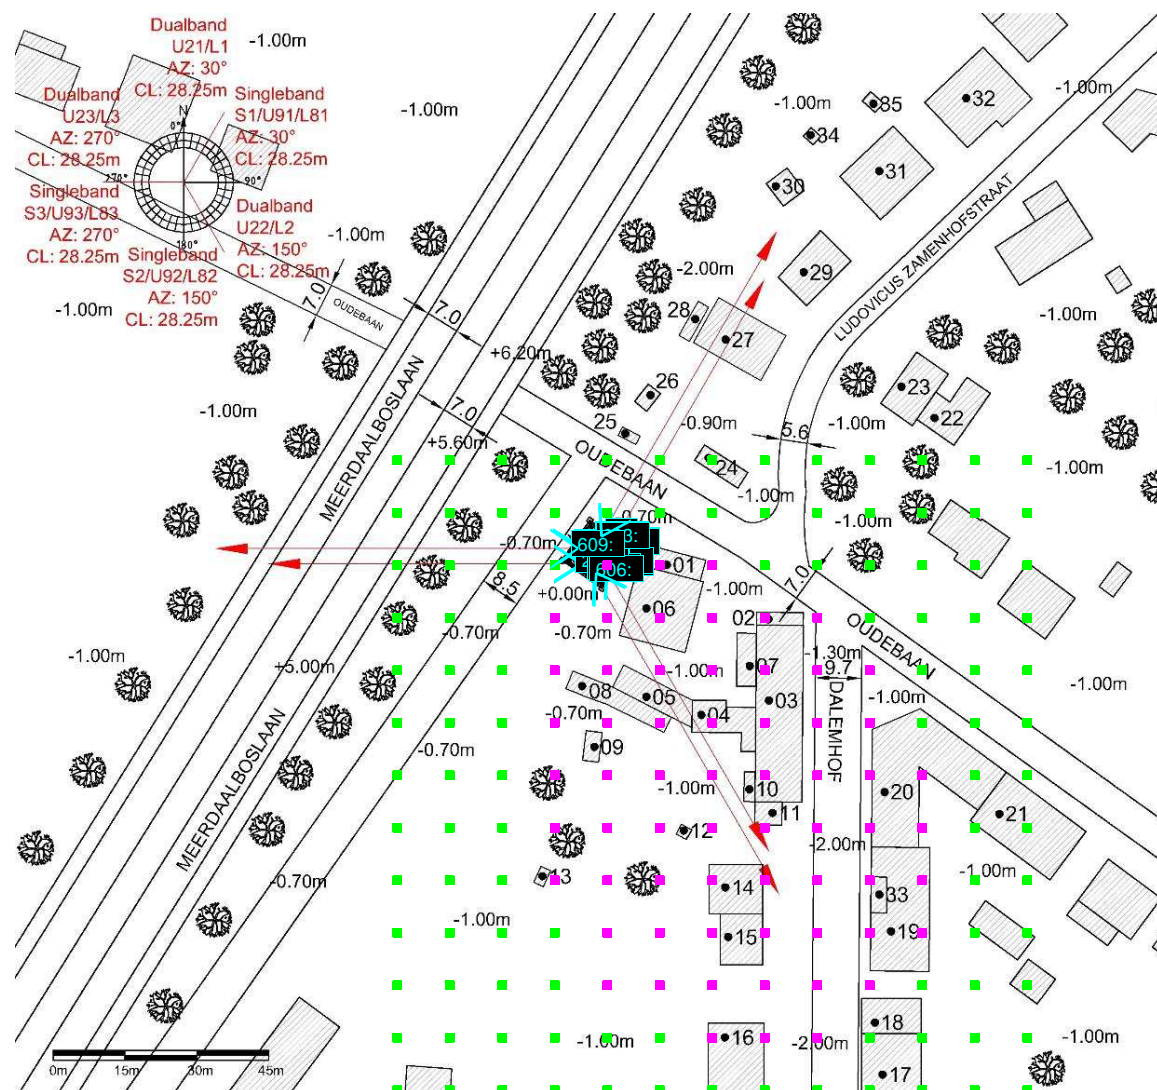 Dualband
U21/L1
AZ: 30°
CL: 28.25m
-1.00m
Dualband
U23/L3
AZ: 270°
CL: 28.25m
Singleband
S1/U91/L81
AZ: 30°
CL: 28.25m
N
0°
90°
180°
270°
Singleband
S3/U93/L83
AZ: 270°
CL: 28.25m
Dualband
U22/L2
AZ: 150°
CL: 28.25m
Singleband
S2/U92/L82
AZ: 150°
CL: 28.25m
-1.00m
-1.00m
-1.00m
85
32
34
31
30
-1.00m
-2.00m
29
LUDOVICUS ZAMENHOFSTRAAT
-1.00m
7.0
OUDEBAAN
7.0
28
27
-1.00m
+6.20m
MEERDAALBOSLAAN
26
23
22
-1.00m
7.0
+5.60m
25
-0.90m
5.6
-1.00m
OUDEBAAN
24
-1.00m
-1.00m
-1.00m
-0.70m
-0.70m
609:
606:
01
8.5
+0.00m
-1.00m
7.0
-0.70m
-0.70m
06
02
OUDEBAAN
-1.00m
+5.00m
-1.00m
07
-1.30m
9.7
-1.00m
-1.00m
08
05
03
04
-0.70m
DALEMHOF
MEERDAALBOSLAAN
-0.70m
09
-1.00m
10
20
11
21
12
-2.00m
-0.70m
13
14
33
-1.00m
-1.00m
15
19
18
-1.00m
16
-2.00m
-1.00m
17
0m
15m
30m
45m